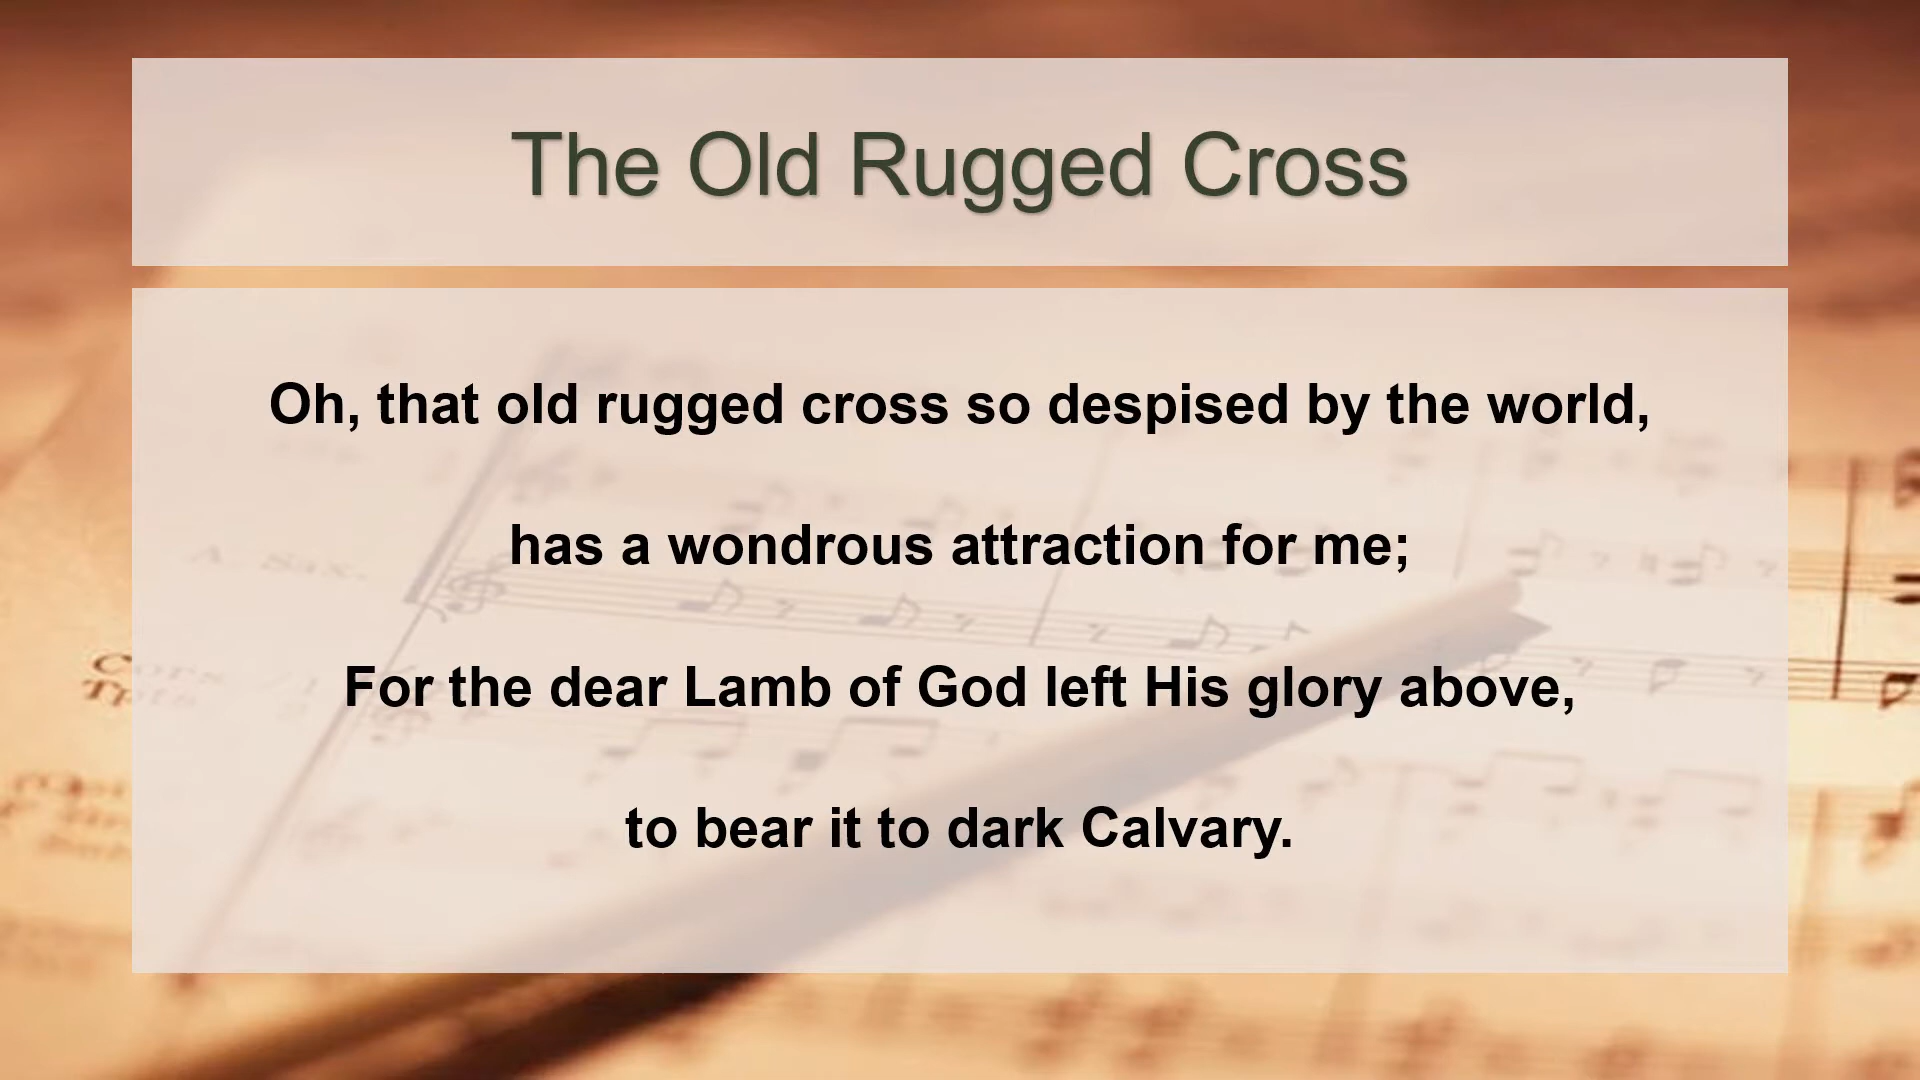 The Old Rugged Cross
Oh, that old rugged cross so despised by the world,
has a wondrous attraction for me;
For the dear Lamb of God left His glory above,
to bear it to dark Calvary.